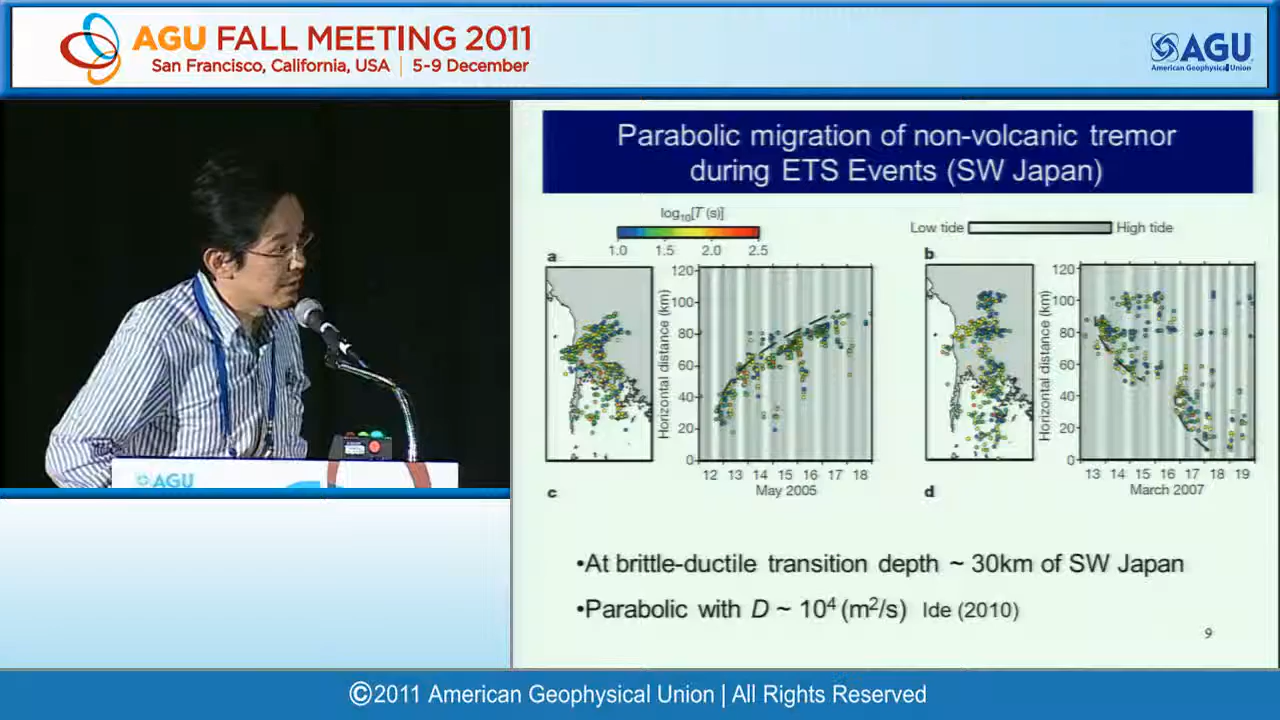 AGU FALL MEETING 2011
San Francisco, California, USA | 5-9 December
AGU
American Geophysical Union
Parabolic migration of non-volcanic tremor
during ETS Events (SW Japan)
log10[T (s)]
1.0 1.5 2.0 2.5
Low tide High tide
a
b
Horizontal distance (km)
120
100
80
60
40
20
0
12 13 14 15 16 17 18
May 2005
Horizontal distance (km)
120
100
80
60
40
20
0
13 14 15 16 17 18 19
March 2007
c
d
•At brittle-ductile transition depth ~ 30km of SW Japan
•Parabolic with D ~ 10⁴ (m²/s) Ide (2010)
9
AGU
©2011 American Geophysical Union | All Rights Reserved